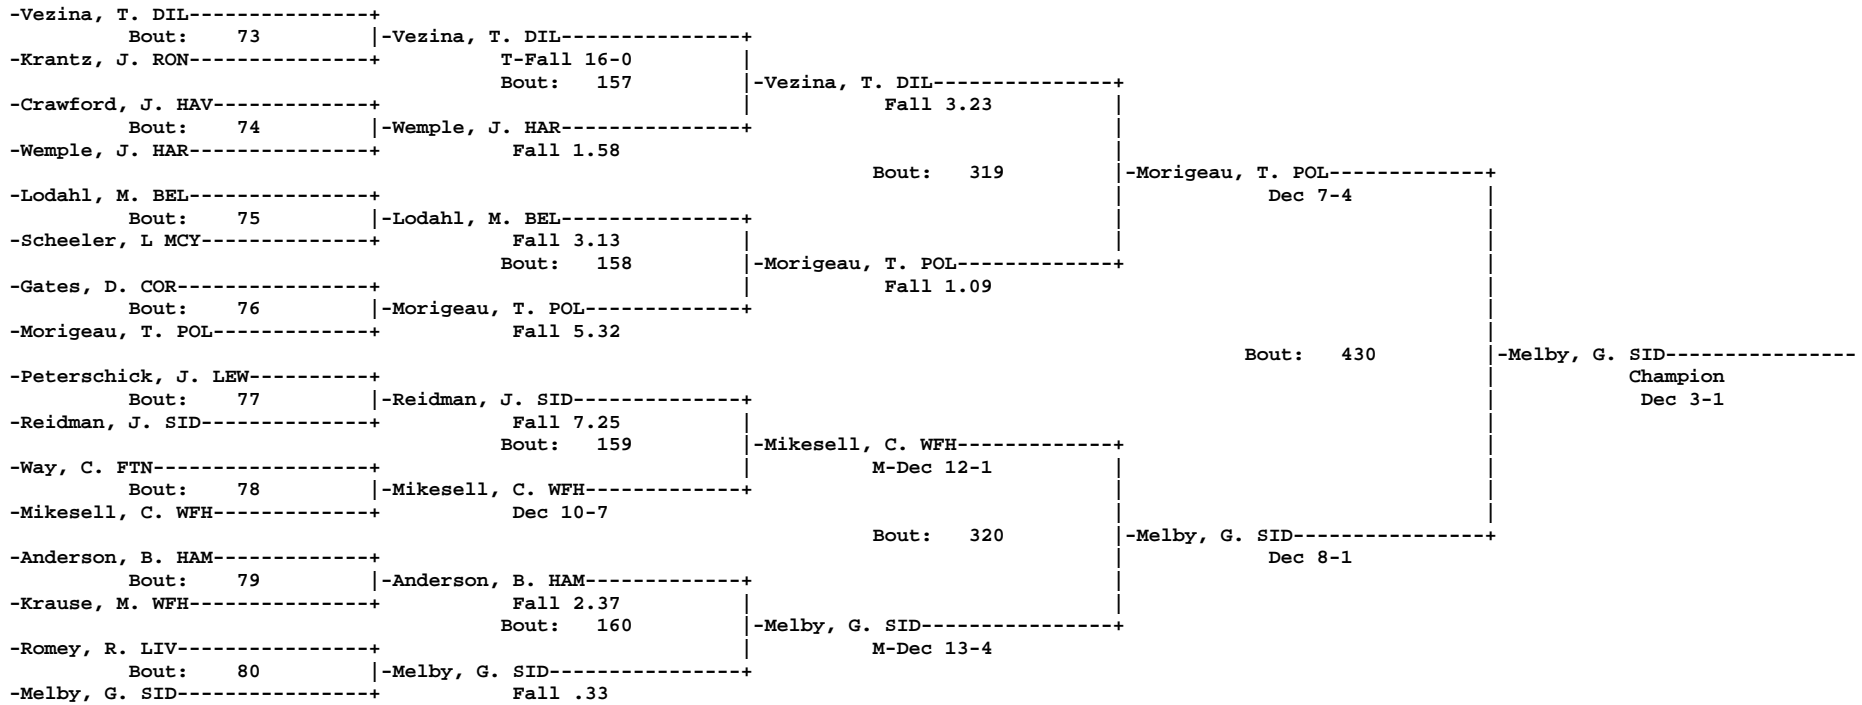 -Vezina, T. DIL---------------+
Bout: 73 |-Vezina, T. DIL---------------+
-Krantz, J. RON---------------+ T-Fall 16-0 |
Bout: 157 |-Vezina, T. DIL---------------+
-Crawford, J. HAV-------------+ | Fall 3.23 |
Bout: 74 |-Wemple, J. HAR---------------+ |
-Wemple, J. HAR---------------+ Fall 1.58 |
Bout: 319 |-Morigeau, T. POL-------------+
-Lodahl, M. BEL---------------+ | Dec 7-4 |
Bout: 75 |-Lodahl, M. BEL---------------+ | |
-Scheeler, L MCY--------------+ Fall 3.13 | | |
Bout: 158 |-Morigeau, T. POL-------------+ |
-Gates, D. COR----------------+ | Fall 1.09 |
Bout: 76 |-Morigeau, T. POL-------------+ |
-Morigeau, T. POL-------------+ Fall 5.32 |
Bout: 430 |-Melby, G. SID----------------
-Peterschick, J. LEW----------+ | Champion
Bout: 77 |-Reidman, J. SID--------------+ | Dec 3-1
-Reidman, J. SID--------------+ Fall 7.25 | |
Bout: 159 |-Mikesell, C. WFH-------------+ |
-Way, C. FTN------------------+ | M-Dec 12-1 | |
Bout: 78 |-Mikesell, C. WFH-------------+ | |
-Mikesell, C. WFH-------------+ Dec 10-7 | |
Bout: 320 |-Melby, G. SID----------------+
-Anderson, B. HAM-------------+ | Dec 8-1
Bout: 79 |-Anderson, B. HAM-------------+ |
-Krause, M. WFH---------------+ Fall 2.37 | |
Bout: 160 |-Melby, G. SID----------------+
-Romey, R. LIV----------------+ | M-Dec 13-4
Bout: 80 |-Melby, G. SID----------------+
-Melby, G. SID----------------+ Fall .33